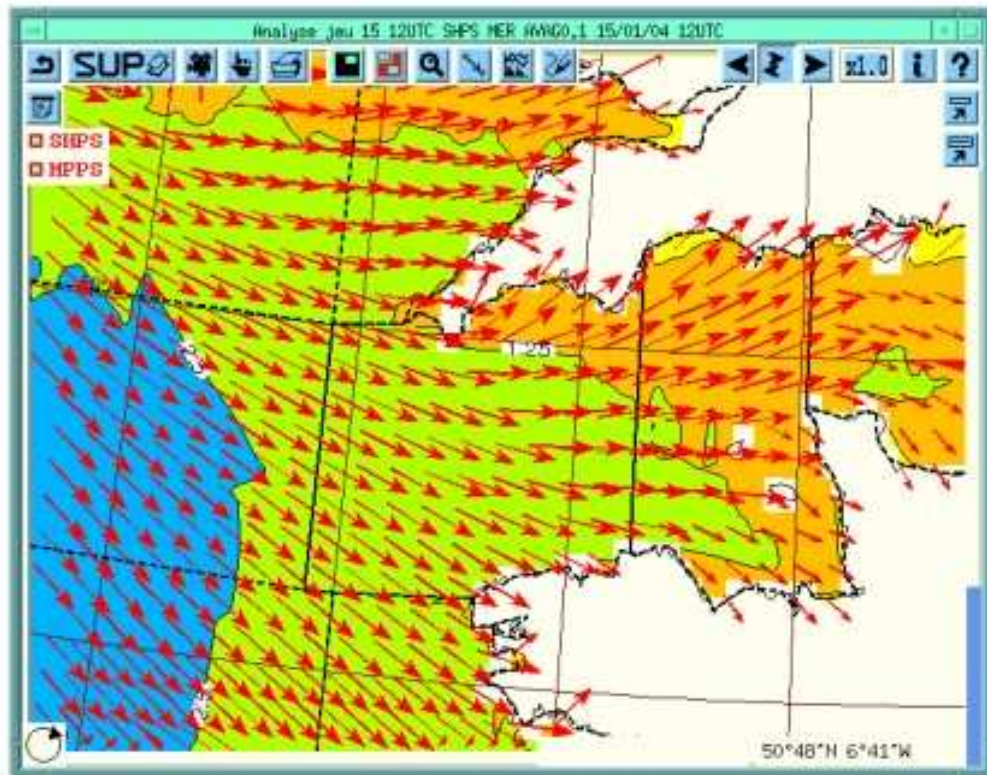 Analyse jeu 15 12UTC SHPS MER AVAGO,1 15/01/04 12UTC
SUP
x1.0
i
?
SHPS
MPPS
50°48"N 6°41"W